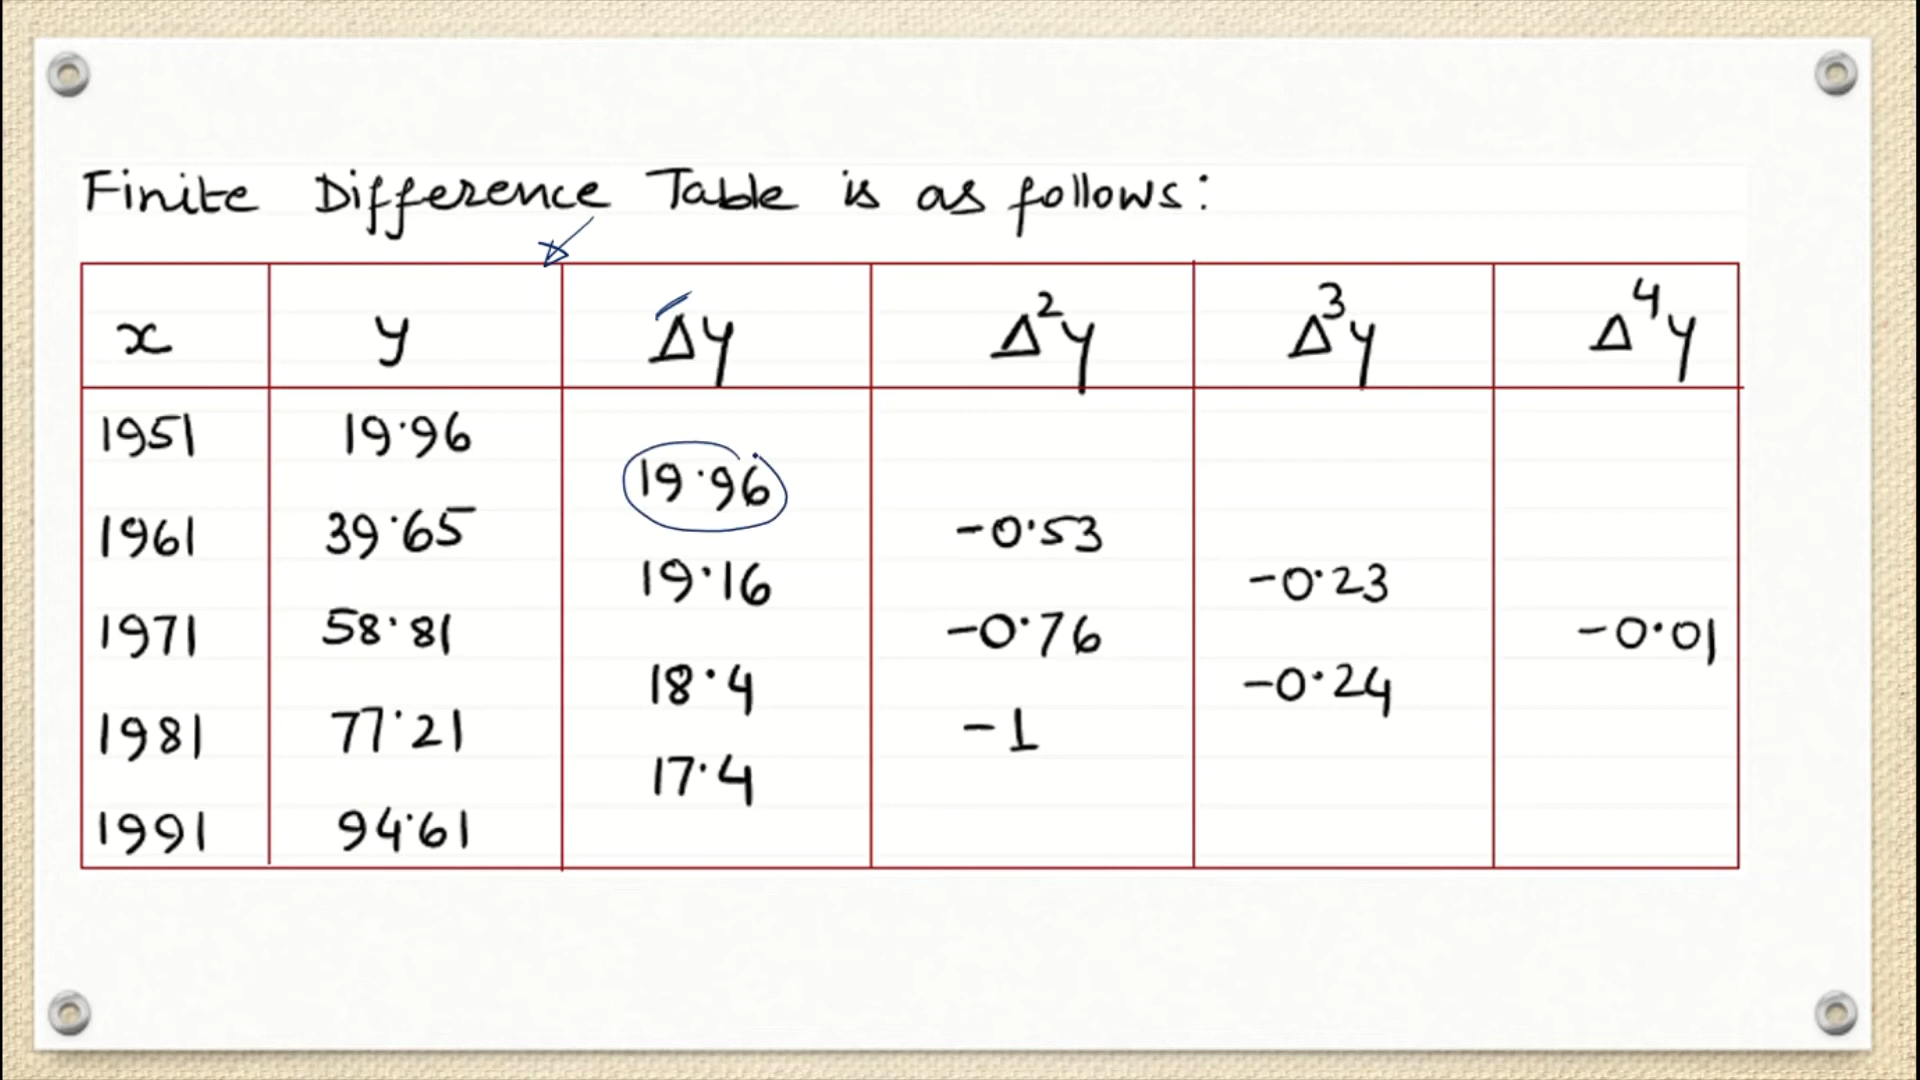 Finite Difference Table is as follows:
x y Δy Δ²y Δ³y Δ⁴y
1951 19.96
19.96
1961 39.65 -0.53
19.16 -0.23
1971 58.81 -0.76 -0.01
18.4 -0.24
1981 77.21 -1
17.4
1991 94.61